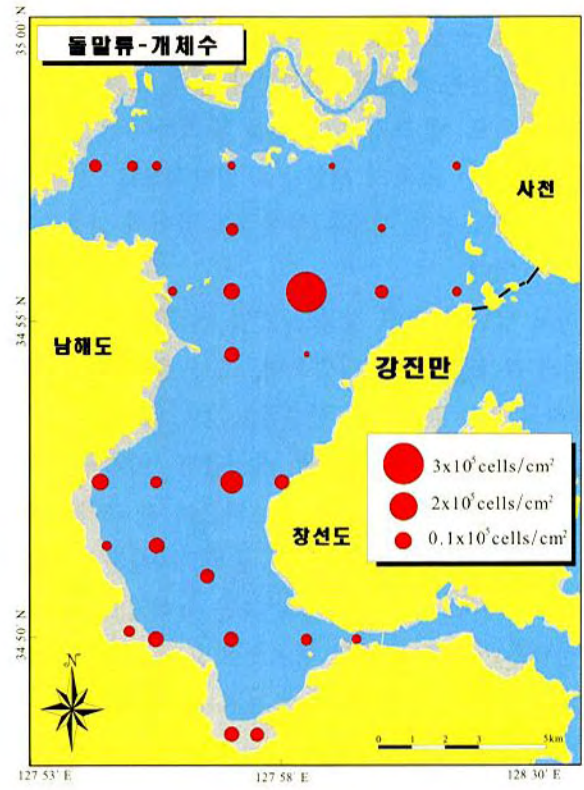 돌말류-개체수
35 00' N
사천
34 55' N
남해도
강진만
3x10⁵cells/cm²
2x10⁵cells/cm²
0.1x10⁵cells/cm²
창선도
34 50' N
N
0 1 2 3 5km
127 53' E
127 58' E
128 30' E